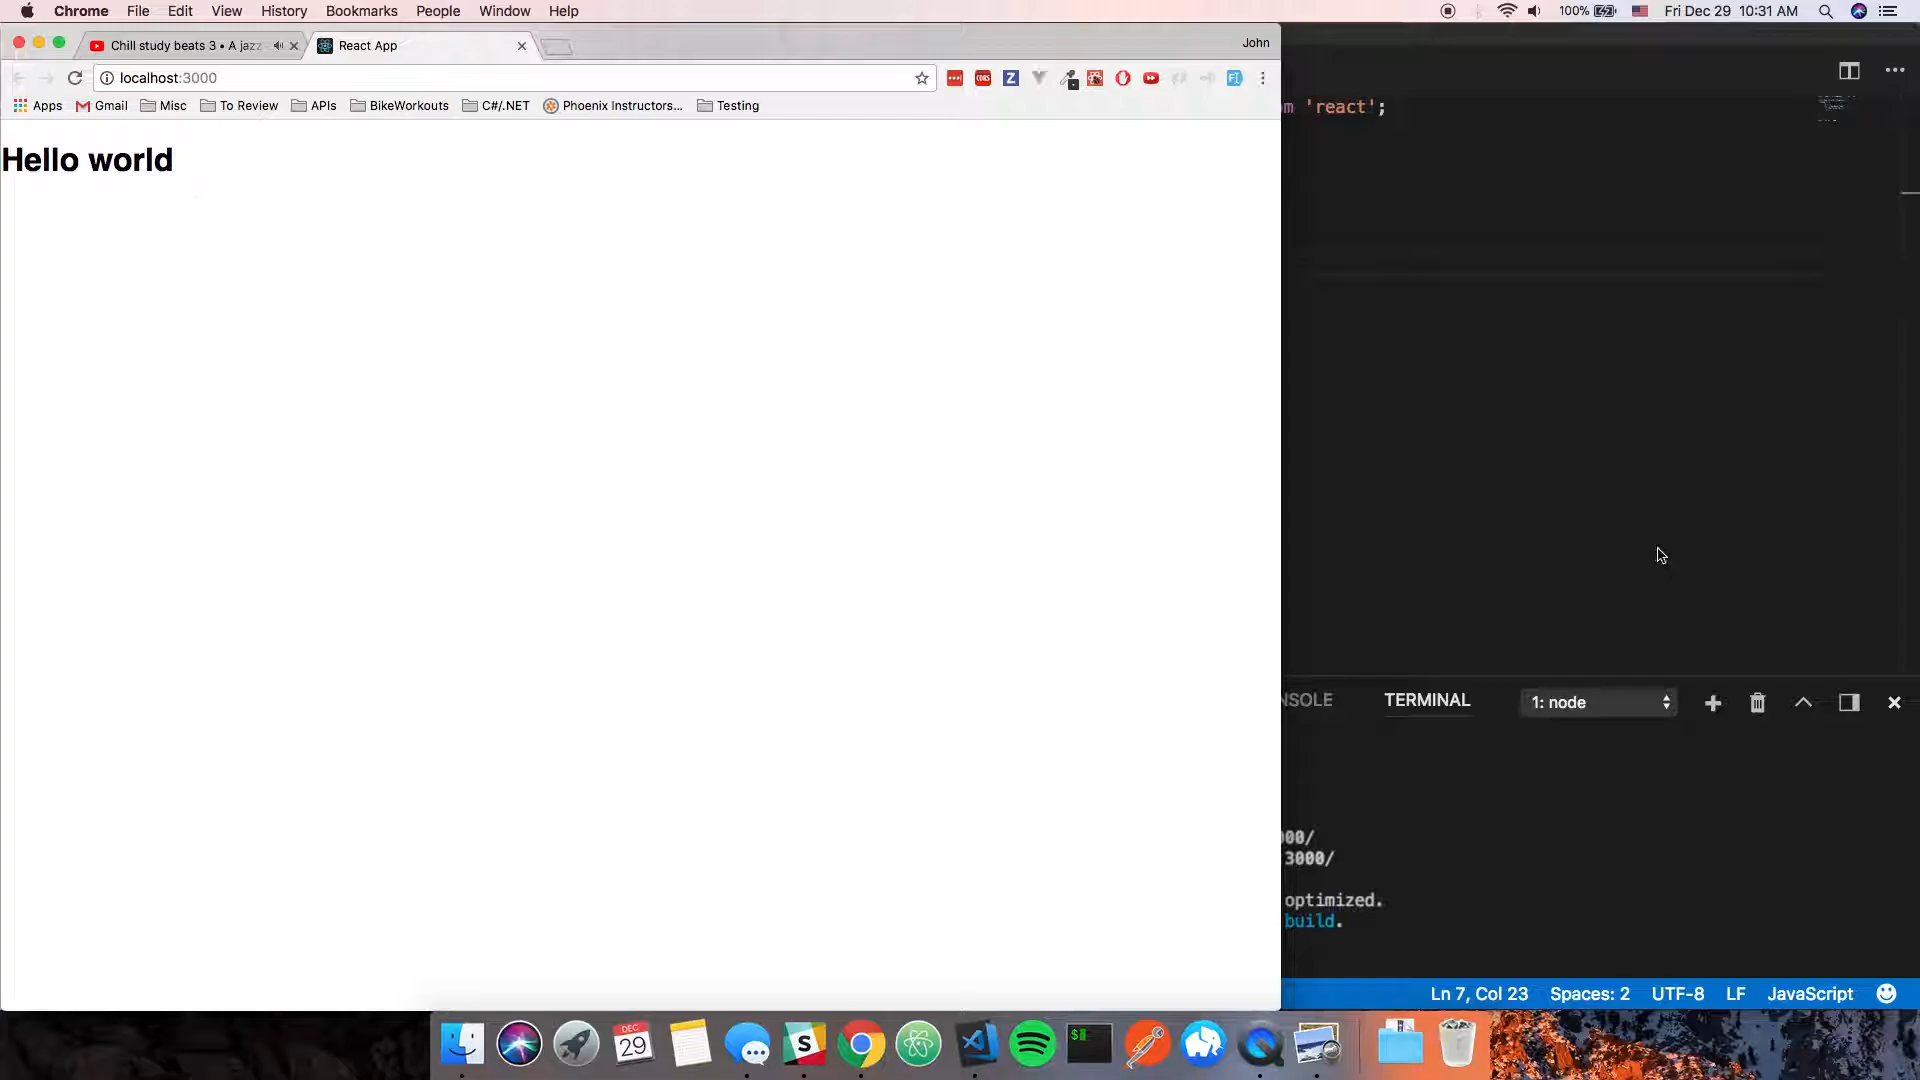 Chrome File Edit View History Bookmarks People Window Help 100% Fri Dec 29 10:31 AM
Chill study beats 3 • A jazz React App John
localhost:3000
Apps Gmail Misc To Review APIs BikeWorkouts C#/.NET Phoenix Instructors... Testing
Hello world
'react';
NSOLE TERMINAL 1: node
000/
3000/
optimized.
build.
Ln 7, Col 23 Spaces: 2 UTF-8 LF JavaScript
DEC
29